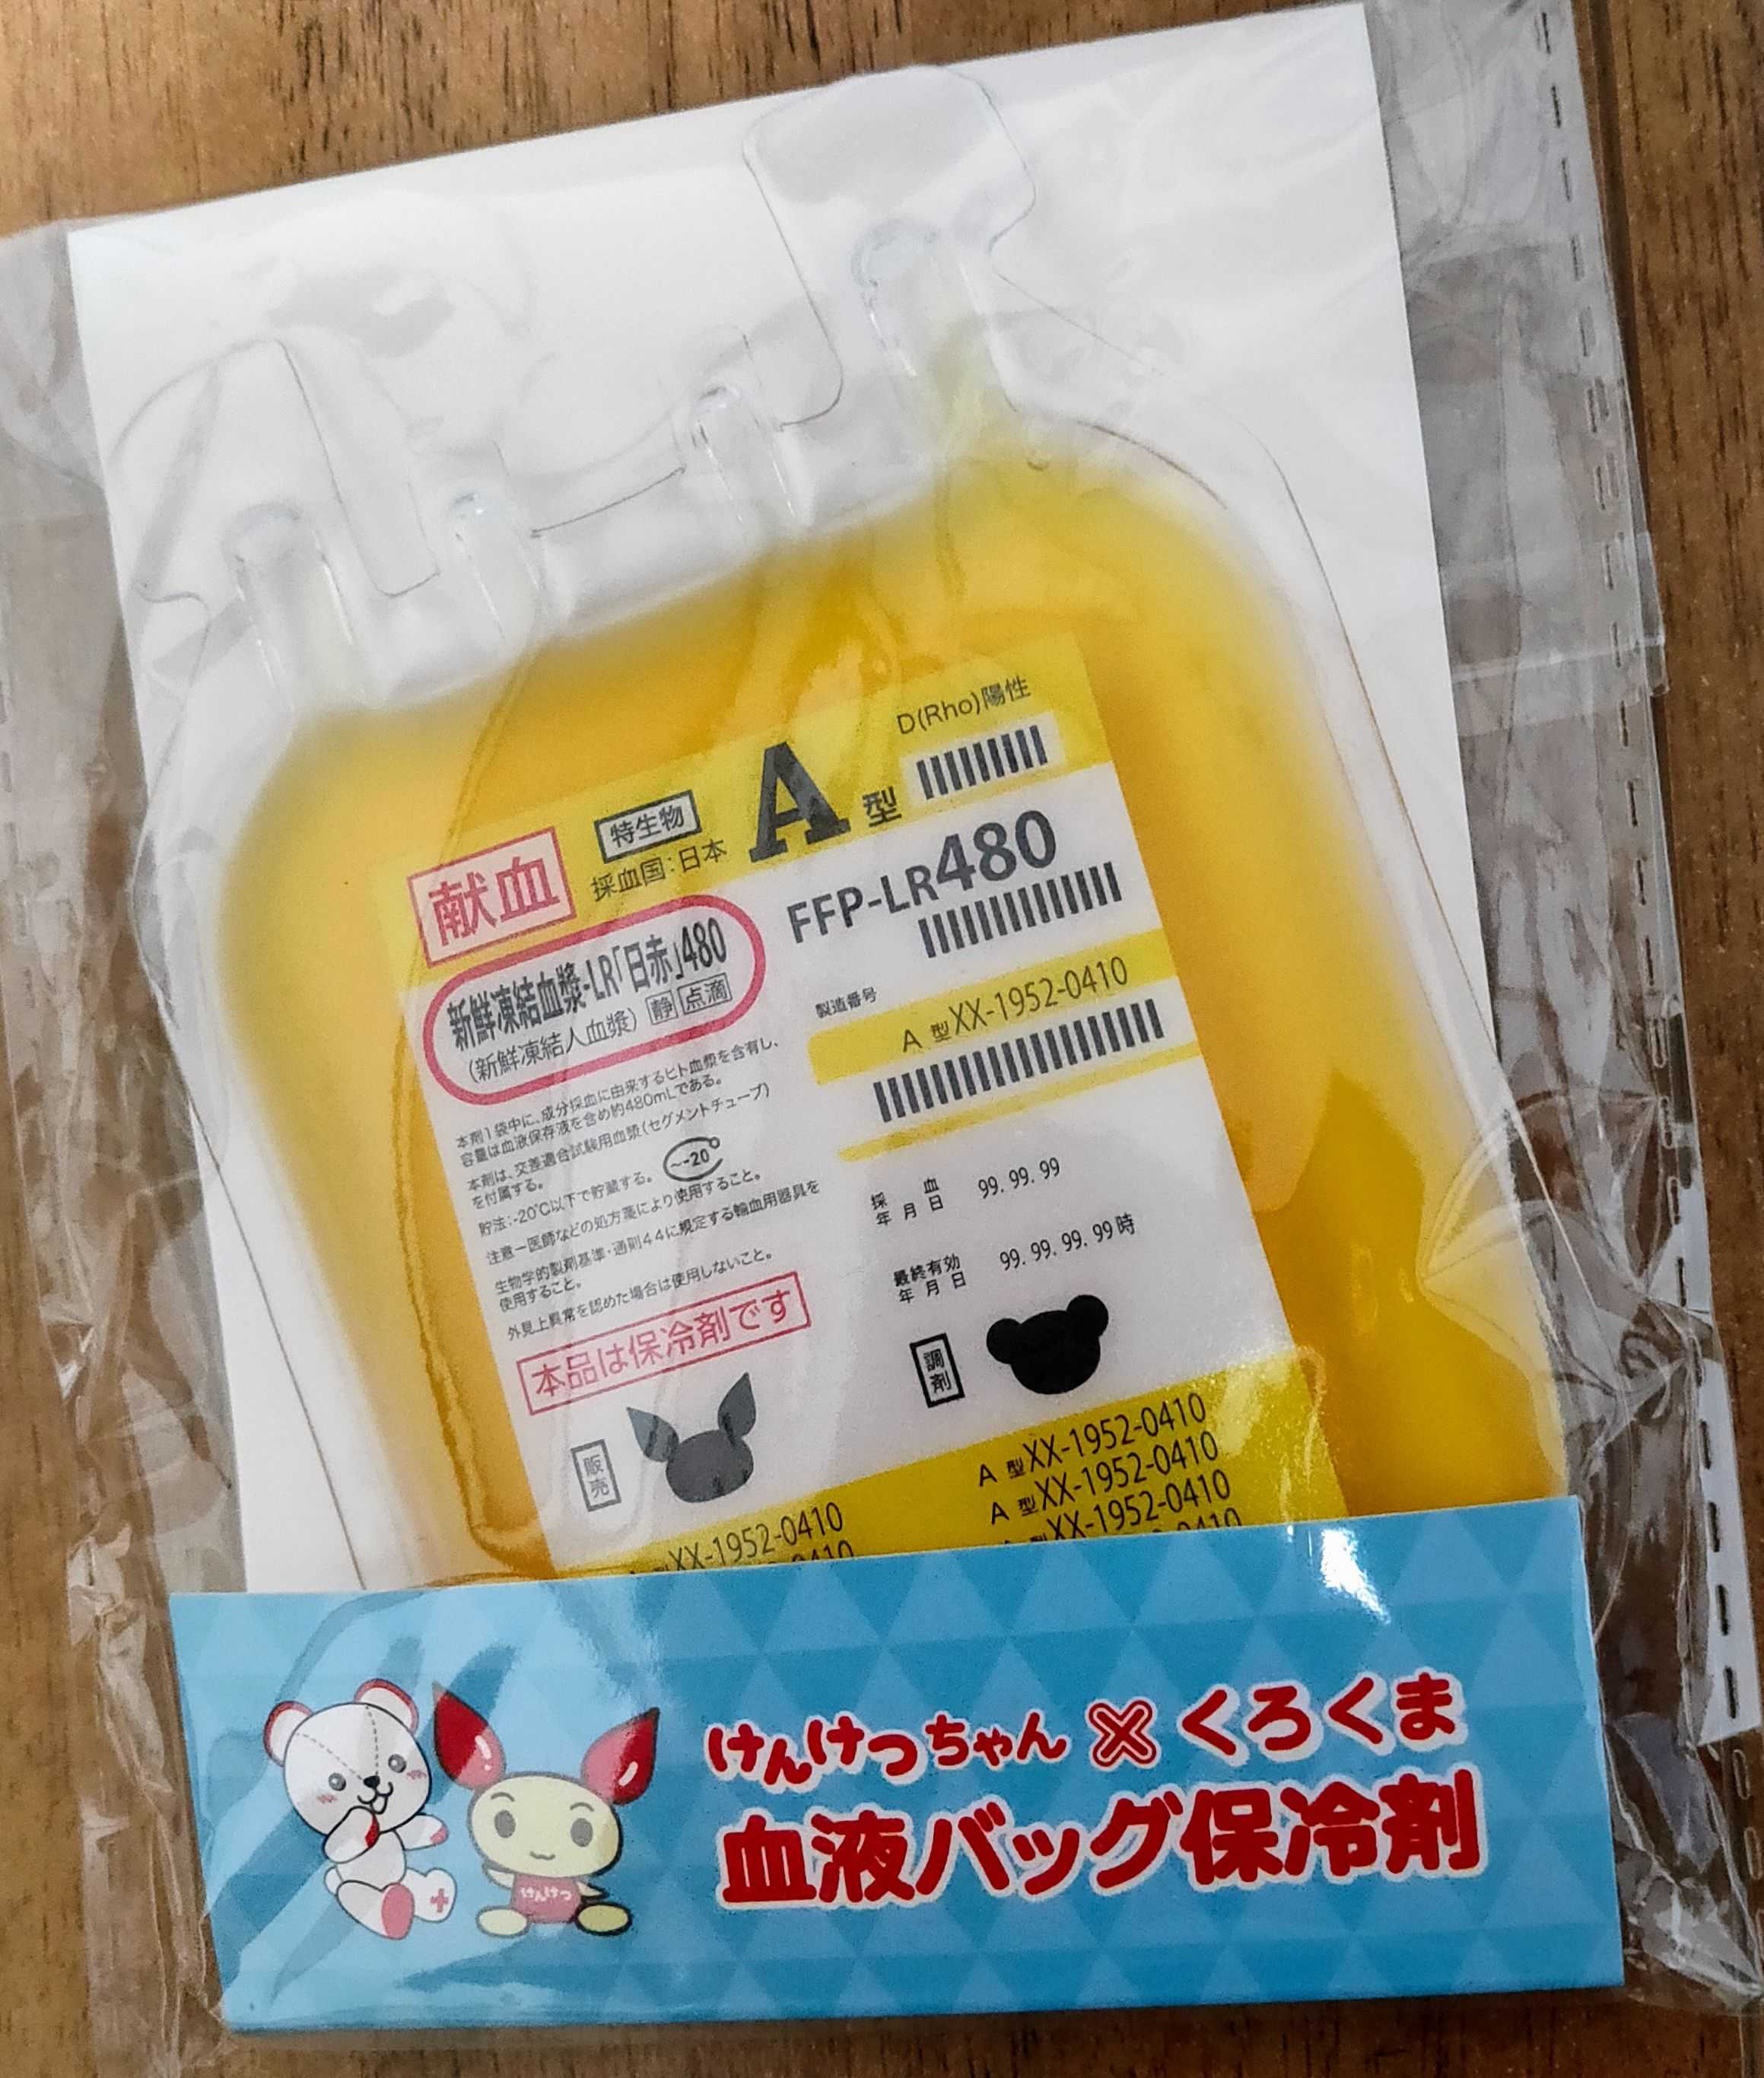 D(Rho)陽性
特生物
A型
採血国：日本
献血
FFP-LR480
新鮮凍結血漿-LR「日赤」480
(新鮮凍結人血漿) 静 点滴
製造番号
A 型XX-1952-0410
本剤1袋中に、成分採血に由来するヒト血漿を含有し、
容量は血液保存液を含め約480mLである。
本剤は、交差適合試験用血漿(セグメントチューブ)
を付属する。
貯法：-20℃以下で貯蔵する。
～-20°
注意－医師などの処方箋により使用すること。
生物学的製剤基準・通則44に規定する輸血用器具を
使用すること。
外見上異常を認めた場合は使用しないこと。
本品は保冷剤です
採血
年月日 99. 99. 99
最終有効
年月日 99. 99. 99. 99時
調剤
販売
A 型XX-1952-0410
A 型XX-1952-0410
型XX-1952-0410
XX-1952-0410
けんけつちゃん×くろくま
血液バッグ保冷剤
けんけつ